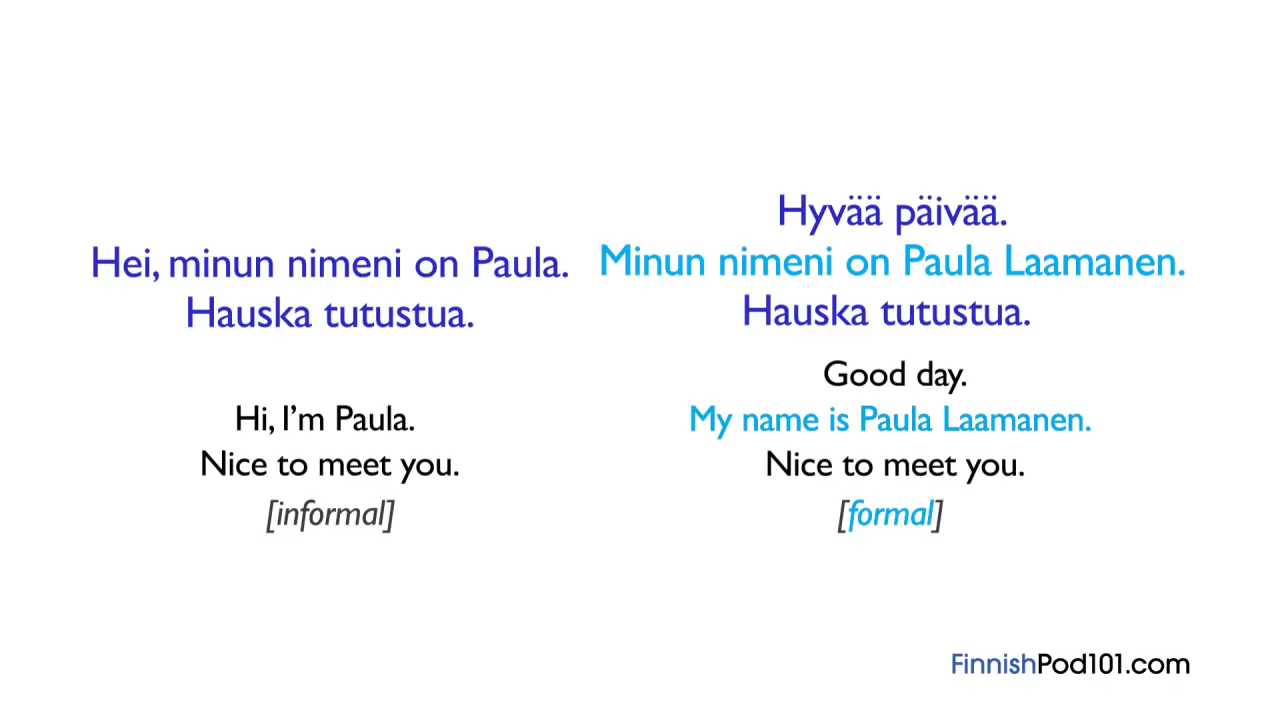 Hei, minun nimeni on Paula.
Hauska tutustua.
Hi, I'm Paula.
Nice to meet you.
[informal]
Hyvää päivää.
Minun nimeni on Paula Laamanen.
Hauska tutustua.
Good day.
My name is Paula Laamanen.
Nice to meet you.
[formal]
FinnishPod101.com